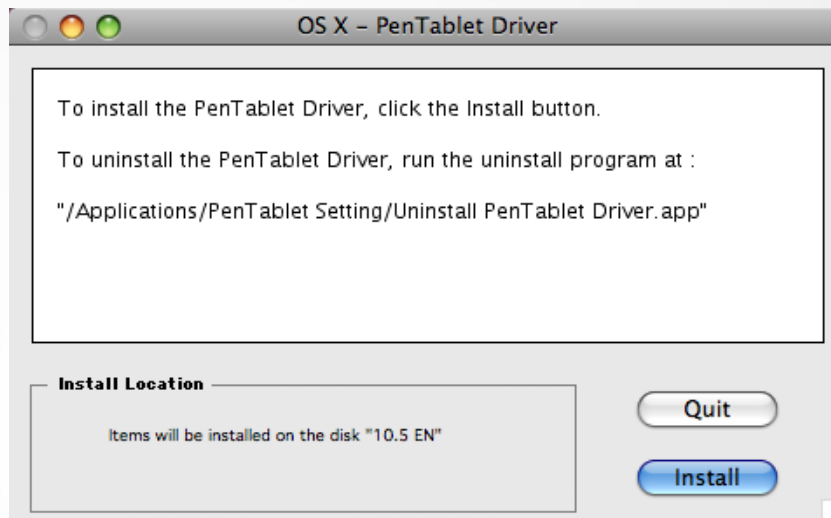 OS X – PenTablet Driver
To install the PenTablet Driver, click the Install button.
To uninstall the PenTablet Driver, run the uninstall program at :
"/Applications/PenTablet Setting/Uninstall PenTablet Driver.app"
Install Location
Items will be installed on the disk "10.5 EN"
Quit
Install